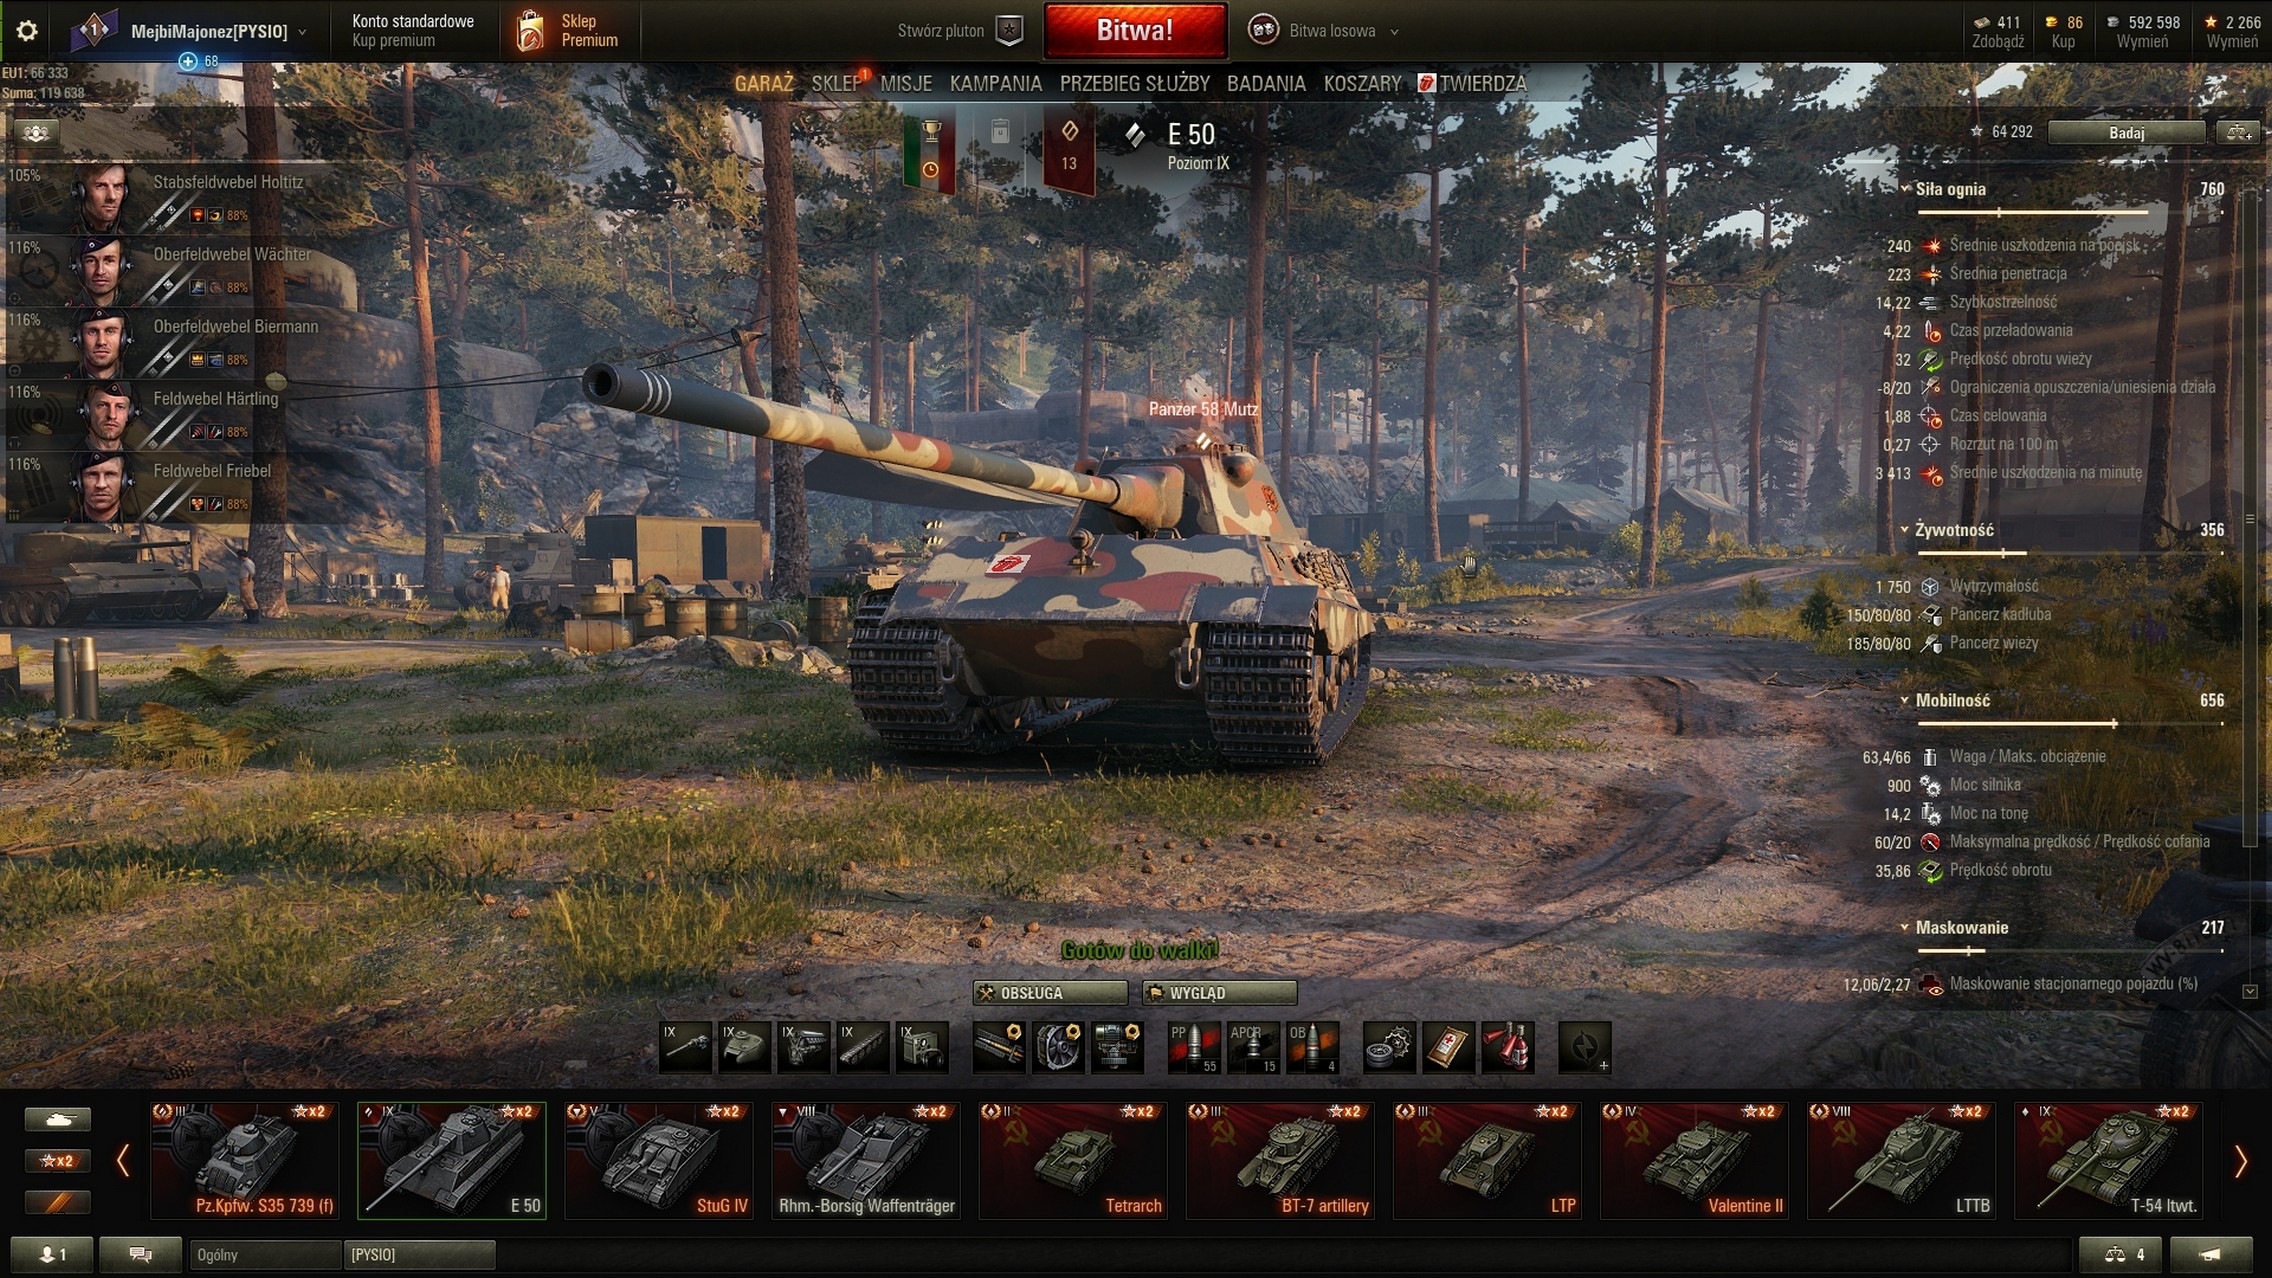 MejbiMajonez[PYSIO]
68
Konto standardowe
Kup premium
Sklep
Premium
Stwórz pluton
Bitwa!
Bitwa losowa
411
Zdobądź
86
Kup
592 598
Wymień
2 266
Wymień
EU1: 66 333
Suma: 119 638
GARAŻ
SKLEP
1
MISJE
KAMPANIA
PRZEBIEG SŁUŻBY
BADANIA
KOSZARY
TWIERDZA
13
E 50
Poziom IX
64 292
Badaj
105%
Stabsfeldwebel Holtitz
88%
116%
Oberfeldwebel Wächter
88%
116%
Oberfeldwebel Biermann
88%
116%
Feldwebel Härtling
88%
116%
Feldwebel Friebel
88%
Panzer 58 Mutz
Siła ognia 760
240 Średnie uszkodzenia na pocisk
223 Średnia penetracja
14,22 Szybkostrzelność
4,22 Czas przeładowania
32 Prędkość obrotu wieży
-8/20 Ograniczenia opuszczenia/uniesienia działa
1,88 Czas celowania
0,27 Rozrzut na 100 m
3 413 Średnie uszkodzenia na minutę
Żywotność 356
1 750 Wytrzymałość
150/80/80 Pancerz kadłuba
185/80/80 Pancerz wieży
Mobilność 656
63,4/66 Waga / Maks. obciążenie
900 Moc silnika
14,2 Moc na tonę
60/20 Maksymalna prędkość / Prędkość cofania
35,86 Prędkość obrotu
Maskowanie 217
12,06/2,27 Maskowanie stacjonarnego pojazdu (%)
Gotów do walki!
OBSŁUGA
WYGLĄD
IX IX IX IX IX
PP 55
APCR 15
OB 4
III x2
Pz.Kpfw. S35 739 (f)
IX x2
E 50
V x2
StuG IV
VIII x2
Rhm.-Borsig Waffenträger
II x2
Tetrarch
III x2
BT-7 artillery
III x2
LTP
IV x2
Valentine II
VIII x2
LTTB
IX x2
T-54 ltwt.
x2
1
Ogólny
[PYSIO]
4